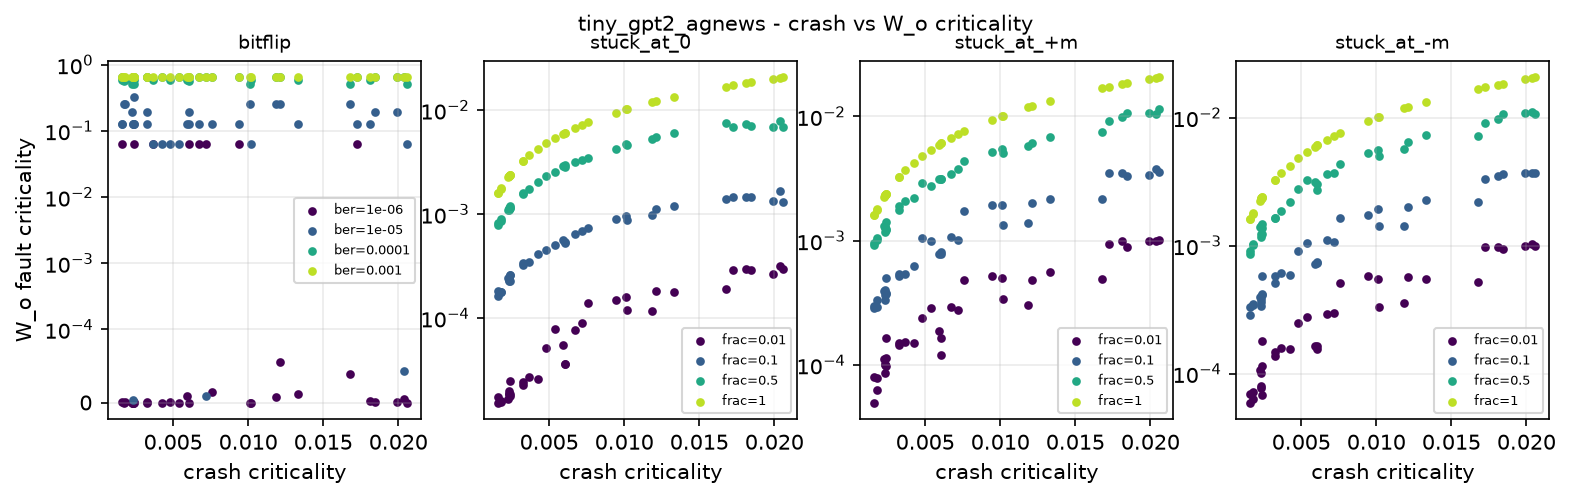 tiny_gpt2_agnews - crash vs W_o criticality
bitflip
stuck_at_0
stuck_at_+m
stuck_at_-m
W_o fault criticality
10⁰
10⁻¹
10⁻²
10⁻³
10⁻⁴
0
ber=1e-06
ber=1e-05
ber=0.0001
ber=0.001
0.005 0.010 0.015 0.020
crash criticality
10⁻²
10⁻³
10⁻⁴
frac=0.01
frac=0.1
frac=0.5
frac=1
0.005 0.010 0.015 0.020
crash criticality
10⁻²
10⁻³
10⁻⁴
frac=0.01
frac=0.1
frac=0.5
frac=1
0.005 0.010 0.015 0.020
crash criticality
10⁻²
10⁻³
10⁻⁴
frac=0.01
frac=0.1
frac=0.5
frac=1
0.005 0.010 0.015 0.020
crash criticality